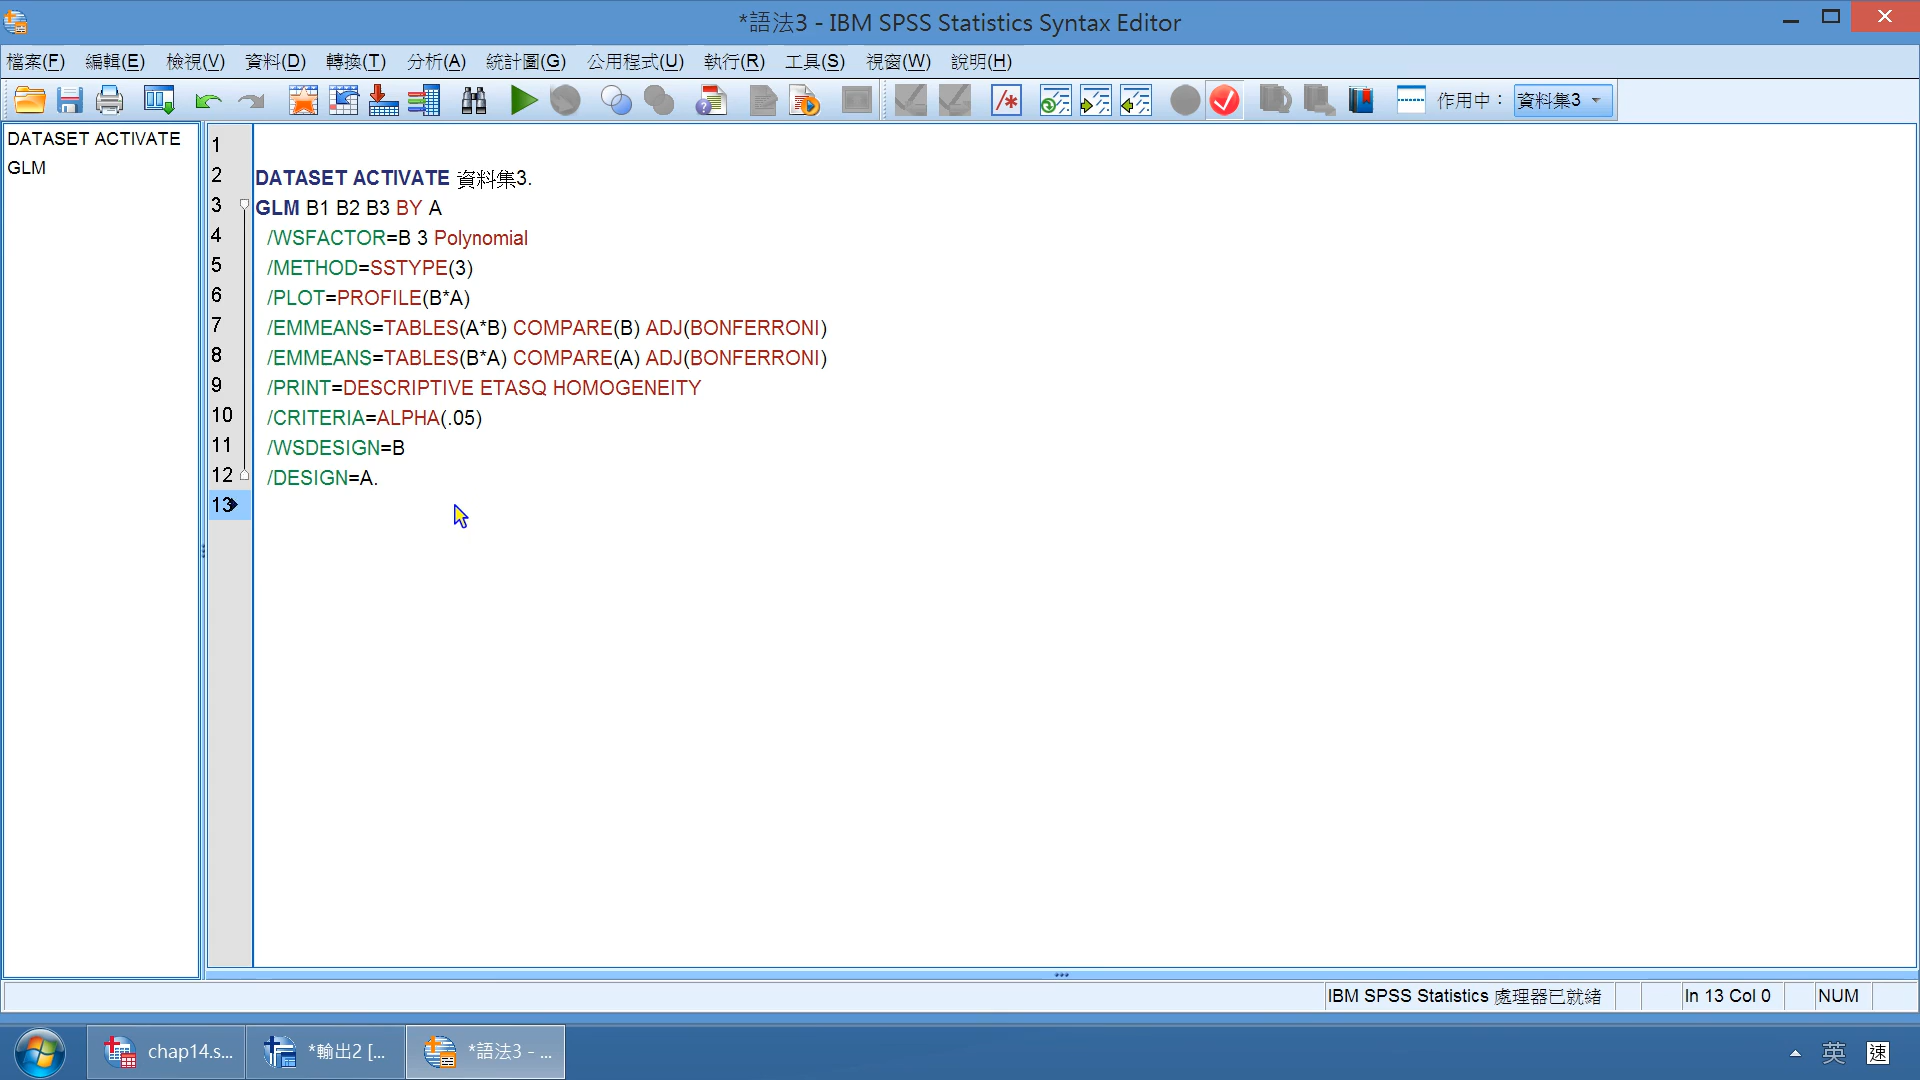 *語法3 - IBM SPSS Statistics Syntax Editor
檔案(F) 編輯(E) 檢視(V) 資料(D) 轉換(T) 分析(A) 統計圖(G) 公用程式(U) 執行(R) 工具(S) 視窗(W) 說明(H)
作用中： 資料集3
DATASET ACTIVATE
GLM
1
2 DATASET ACTIVATE 資料集3.
3 GLM B1 B2 B3 BY A
4 /WSFACTOR=B 3 Polynomial
5 /METHOD=SSTYPE(3)
6 /PLOT=PROFILE(B*A)
7 /EMMEANS=TABLES(A*B) COMPARE(B) ADJ(BONFERRONI)
8 /EMMEANS=TABLES(B*A) COMPARE(A) ADJ(BONFERRONI)
9 /PRINT=DESCRIPTIVE ETASQ HOMOGENEITY
10 /CRITERIA=ALPHA(.05)
11 /WSDESIGN=B
12 /DESIGN=A.
13
IBM SPSS Statistics 處理器已就緒 In 13 Col 0 NUM
chap14.s... *輸出2 [... *語法3 - ... 英 速